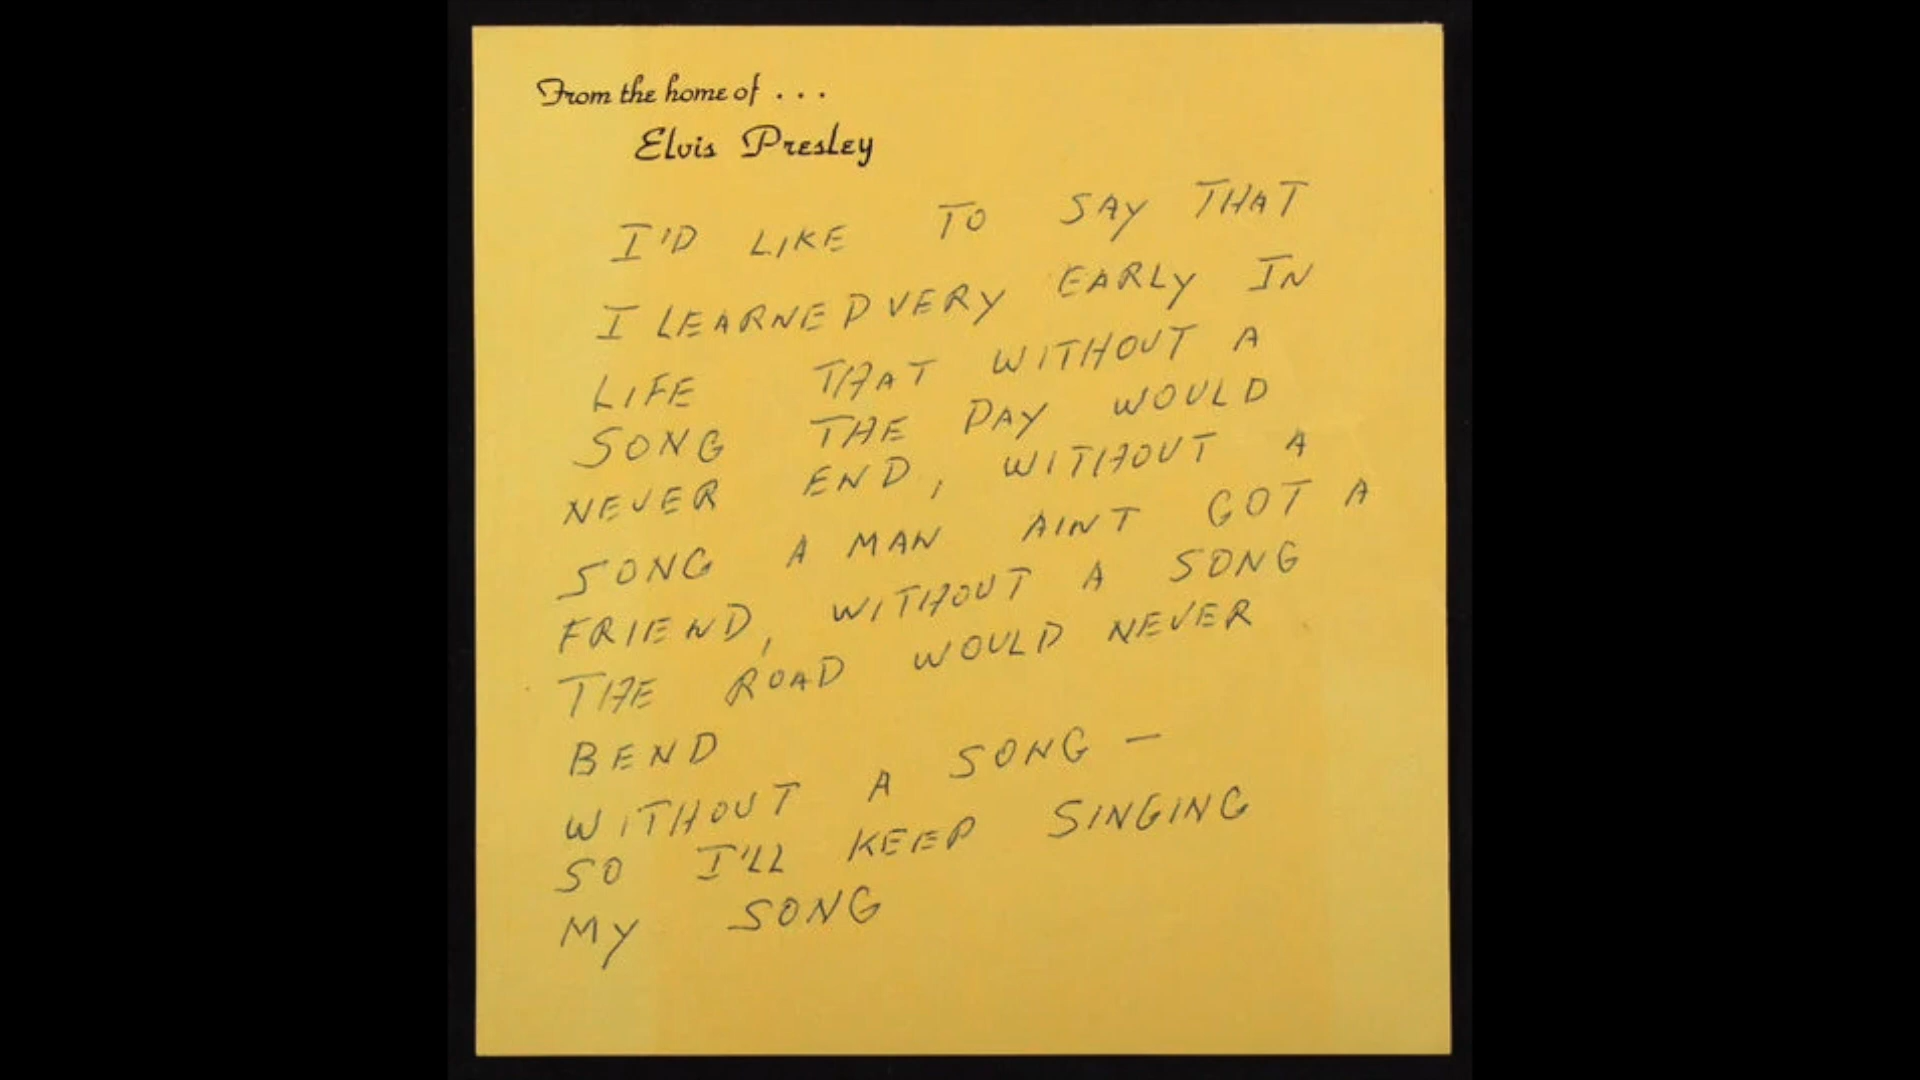 From the home of . . .
Elvis Presley
I'D LIKE TO SAY THAT
I LEARNED VERY EARLY IN
LIFE THAT WITHOUT A
SONG THE DAY WOULD
NEVER END, WITHOUT A
SONG A MAN AINT GOT A
FRIEND, WITHOUT A SONG
THE ROAD WOULD NEVER
BEND
WITHOUT A SONG —
SO I'LL KEEP SINGING
MY SONG